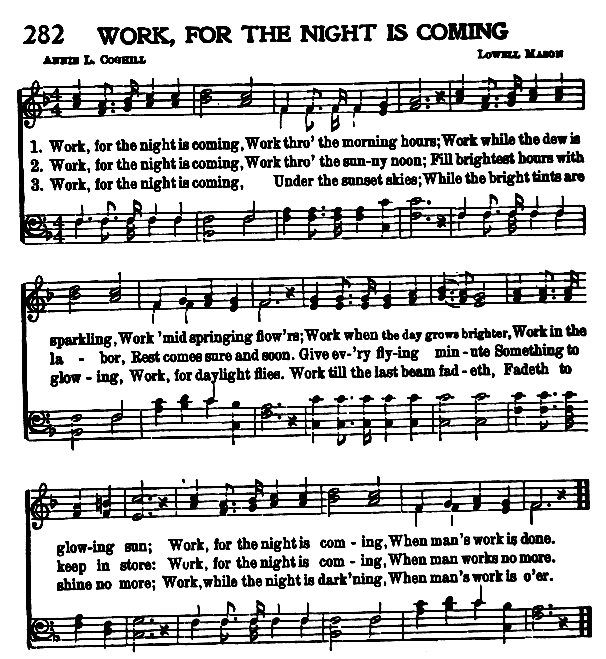 282 WORK, FOR THE NIGHT IS COMING
ANNIE L. COGHILL LOWELL MASON
1. Work, for the night is coming, Work thro' the morning hours; Work while the dew is
2. Work, for the night is coming, Work thro' the sun-ny noon; Fill brightest hours with
3. Work, for the night is coming, Under the sunset skies; While the bright tints are
sparkling, Work 'mid springing flow'rs; Work when the day grows brighter, Work in the
la - bor, Rest comes sure and soon. Give ev-'ry fly-ing min-ute Something to
glow - ing, Work, for daylight flies. Work till the last beam fad-eth, Fadeth to
glow-ing sun; Work, for the night is com - ing, When man's work is done.
keep in store: Work, for the night is com - ing, When man works no more.
shine no more; Work, while the night is dark'ning, When man's work is o'er.